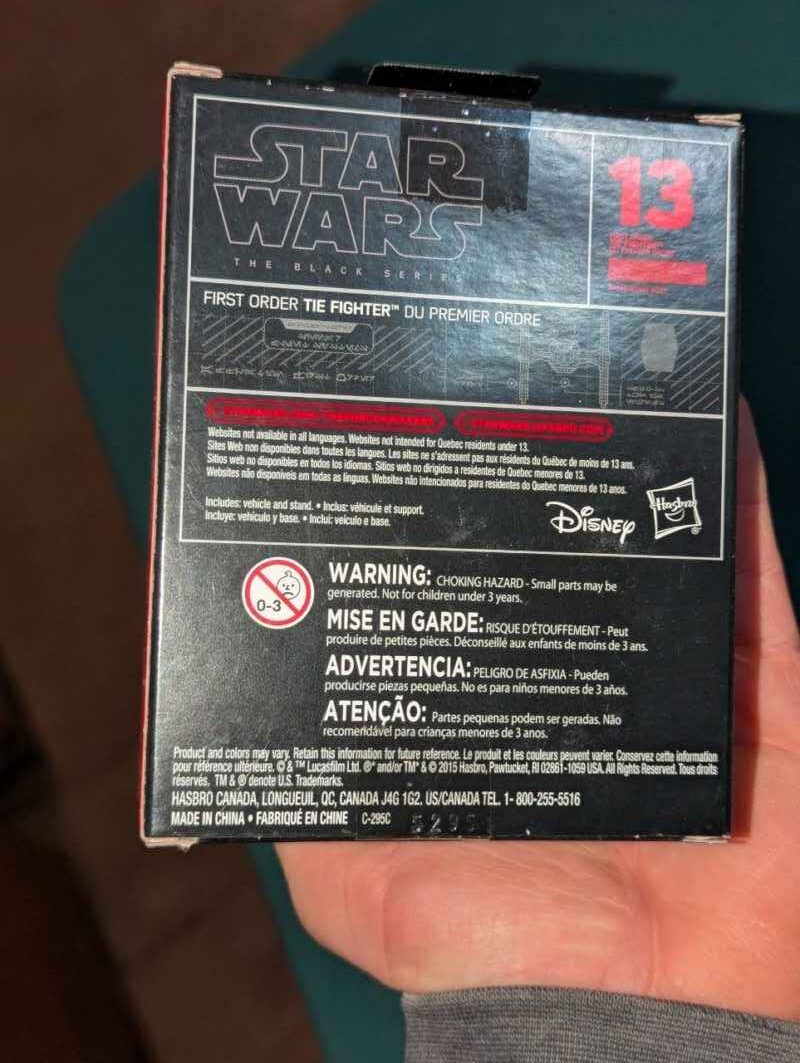 STAR
WARS
THE BLACK SERIES
13
FIRST ORDER TIE FIGHTER™ DU PREMIER ORDRE
STARWARS.HASBRO.COM
Websites not available in all languages. Websites not intended for Quebec residents under 13.
Sites Web non disponibles dans toutes les langues. Les sites ne s'adressent pas aux résidents du Québec de moins de 13 ans.
Sitios web no disponibles en todos los idiomas. Sitios web no dirigidos a residentes de Quebec menores de 13.
Websites não disponíveis em todas as línguas. Websites não intencionados para residentes do Quebec menores de 13 anos.
Includes: vehicle and stand. • Inclus: véhicule et support.
Incluye: vehículo y base. • Inclui: veículo e base.
Disney
Hasbro
®
0-3
WARNING: CHOKING HAZARD - Small parts may be
generated. Not for children under 3 years.
MISE EN GARDE: RISQUE D'ÉTOUFFEMENT - Peut
produire de petites pièces. Déconseillé aux enfants de moins de 3 ans.
ADVERTENCIA: PELIGRO DE ASFIXIA - Pueden
producirse piezas pequeñas. No es para niños menores de 3 años.
ATENÇÃO: Partes pequenas podem ser geradas. Não
recomendável para crianças menores de 3 anos.
Product and colors may vary. Retain this information for future reference. Le produit et les couleurs peuvent varier. Conservez cette information
pour référence ultérieure. © & ™ Lucasfilm Ltd. ®* and/or TM* & © 2015 Hasbro, Pawtucket, RI 02861-1059 USA. All Rights Reserved. Tous droits
réservés. TM & ® denote U.S. Trademarks.
HASBRO CANADA, LONGUEUIL, QC, CANADA J4G 1G2. US/CANADA TEL. 1- 800-255-5516
MADE IN CHINA • FABRIQUÉ EN CHINE C-295C